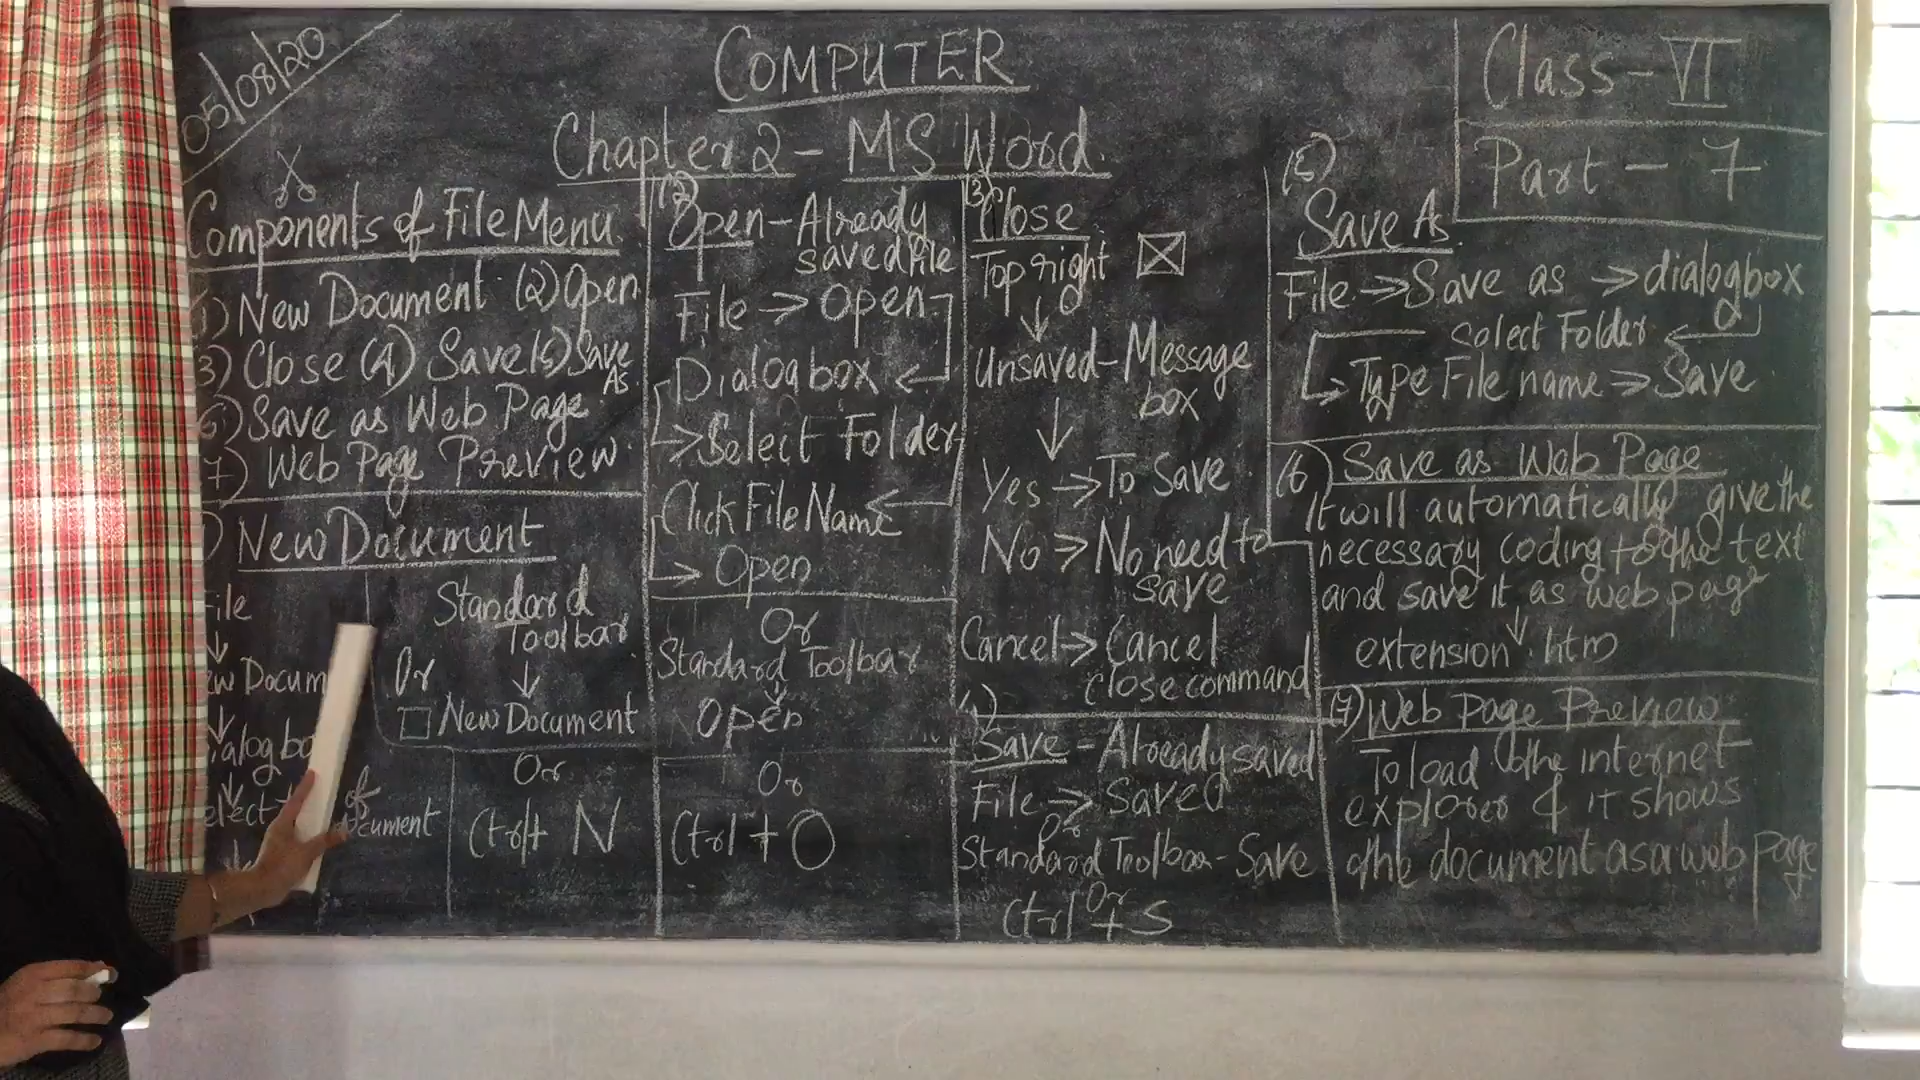 05/08/20
COMPUTER
Class-VI
Part - 7
Chapter 2 - MS Word.
Components of File Menu
1) New Document (2) Open
3) Close (4) Save (5) Save As
6) Save as Web Page
7) Web Page Preview.
) New Document
File
Docum
Select
of
Or
Standard
Toolbar
New Document
Or
Ctrl+ N
(2)
Open-Already
saved file
File → Open
Dialogbox
Select Folder
Click File Name
Open
Or
Standard Toolbar
Open
Or
Ctrl + O
(3)
Close
Top right
Unsaved-Message
box
Yes → To Save
No → No need to
save
Cancel → Cancel
close command
(4)
Save - Already saved
File → Saved
Or
Standard Toolbar - Save
Or
Ctrl + S
(5)
Save As
File → Save as → dialogbox
Select Folder
Type File name → Save
(6) Save as Web Page
It will automatically give the
necessary coding to the text
and save it as web page
extension .htm
(7) Web Page Preview
To load the internet
explorer & it shows
the document as a web page